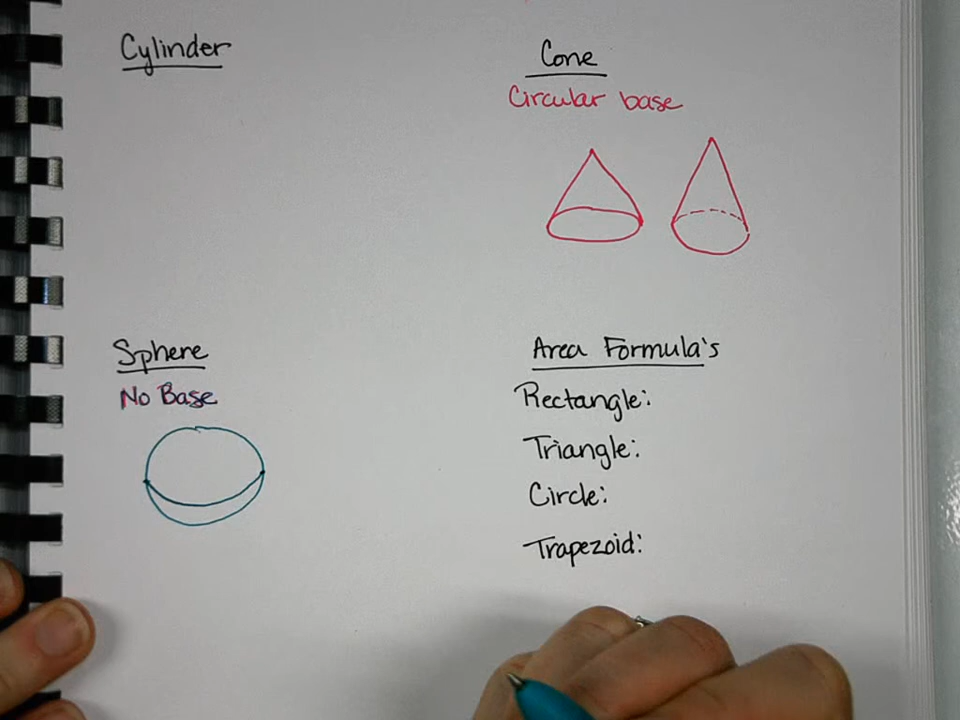 Cylinder
Cone
Circular base
Sphere
No Base
Area Formula's
Rectangle:
Triangle:
Circle:
Trapezoid: